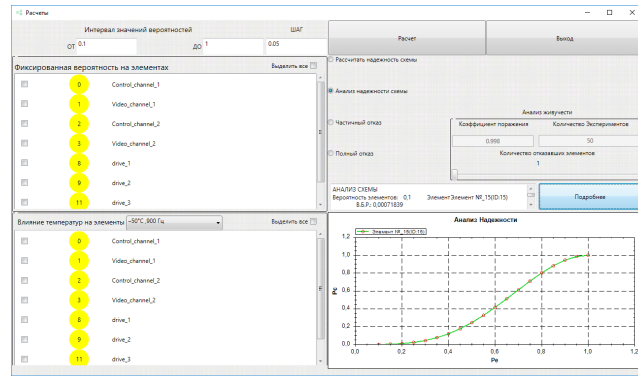 Расчеты
Интервал значений вероятностей ШАГ
ОТ 0.1 ДО 1 0.05
Расчет Выход
Фиксированная вероятность на элементах Выделить все
0 Control_channel_1
1 Video_channel_1
2 Control_channel_2
3 Video_channel_2
8 drive_1
9 drive_2
11 drive_3
Рассчитать надежность схемы
Анализ надежности схемы
Частичный отказ
Полный отказ
Анализ живучести
Коэффициент поражения Количество Экспериментов
0.998 50
Количество отказавших элементов
1
АНАЛИЗ СХЕМЫ
Вероятность элементов: 0,1 Элемент Элемент №_15(ID:15)
В.Б.Р.: 0,00071839
Подробнее
Влияние температур на элементы -50°C ,900 Гц Выделить все
0 Control_channel_1
1 Video_channel_1
2 Control_channel_2
3 Video_channel_2
8 drive_1
9 drive_2
11 drive_3
Анализ Надежности
Элемент №_15(ID:15)
1,2
1,0
0,8
0,6
0,4
0,2
0,0
Pc
0,0 0,2 0,4 0,6 0,8 1,0 1,2
Pe